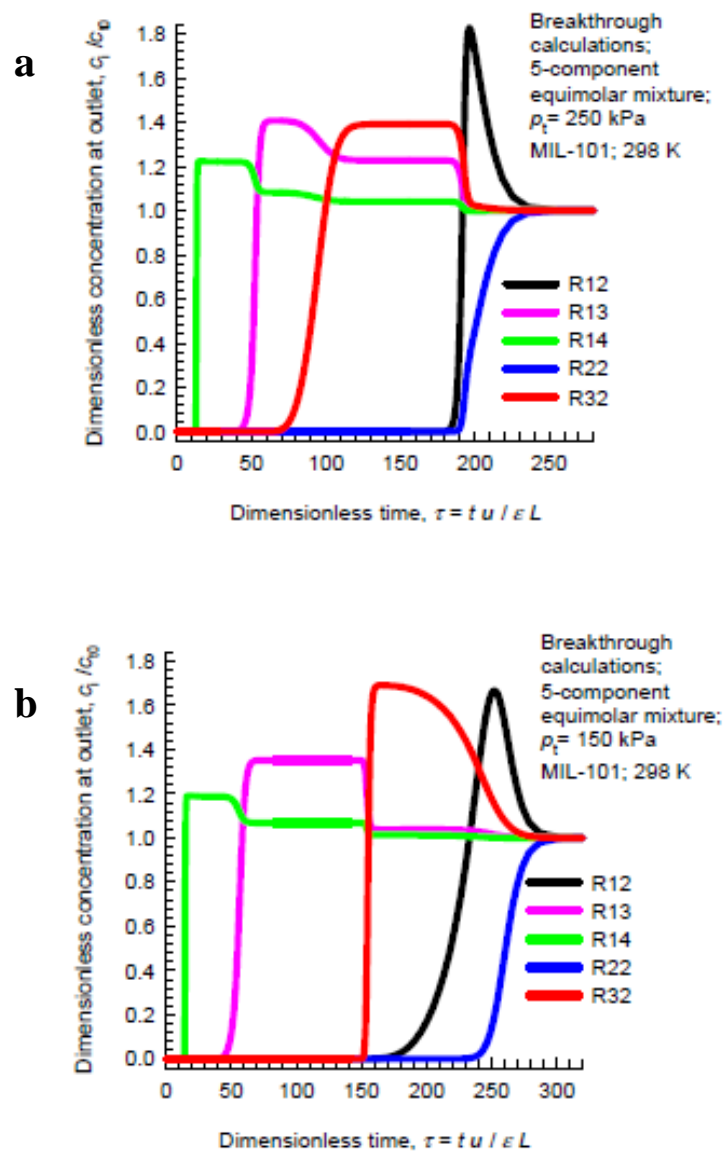 a
Dimensionless concentration at outlet, cᵢ /cᵢ₀
1.8
1.6
1.4
1.2
1.0
0.8
0.6
0.4
0.2
0.0
0 50 100 150 200 250
Dimensionless time, τ = t u / ε L
Breakthrough
calculations;
5-component
equimolar mixture;
pₜ= 250 kPa
MIL-101; 298 K
R12
R13
R14
R22
R32
b
Dimensionless concentration at outlet, cᵢ /cᵢ₀
1.8
1.6
1.4
1.2
1.0
0.8
0.6
0.4
0.2
0.0
0 50 100 150 200 250 300
Dimensionless time, τ = t u / ε L
Breakthrough
calculations;
5-component
equimolar mixture;
pₜ= 150 kPa
MIL-101; 298 K
R12
R13
R14
R22
R32